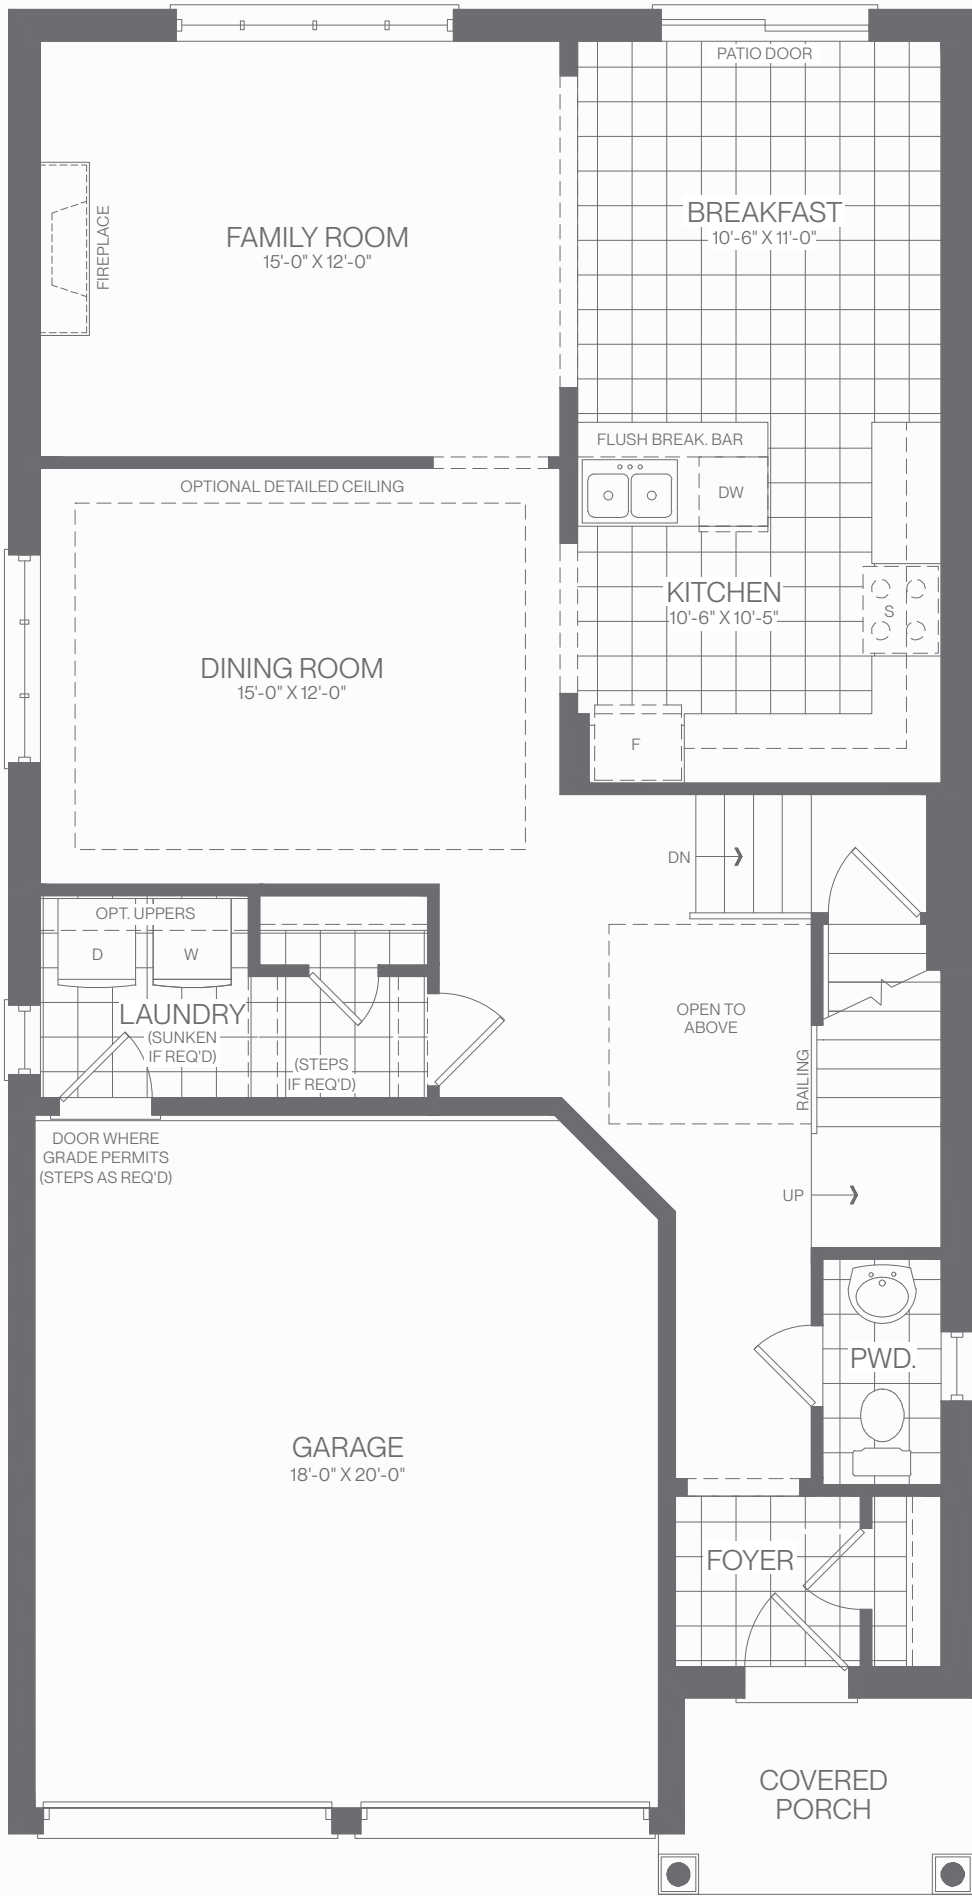 PATIO DOOR
FAMILY ROOM
15'-0" X 12'-0"
FIREPLACE
BREAKFAST
10'-6" X 11'-0"
FLUSH BREAK. BAR
DW
OPTIONAL DETAILED CEILING
KITCHEN
10'-6" X 10'-5"
S
DINING ROOM
15'-0" X 12'-0"
F
DN
OPT. UPPERS
D
W
LAUNDRY
(SUNKEN
IF REQ'D)
(STEPS
IF REQ'D)
OPEN TO
ABOVE
RAILING
DOOR WHERE
GRADE PERMITS
(STEPS AS REQ'D)
UP
PWD.
GARAGE
18'-0" X 20'-0"
FOYER
COVERED
PORCH